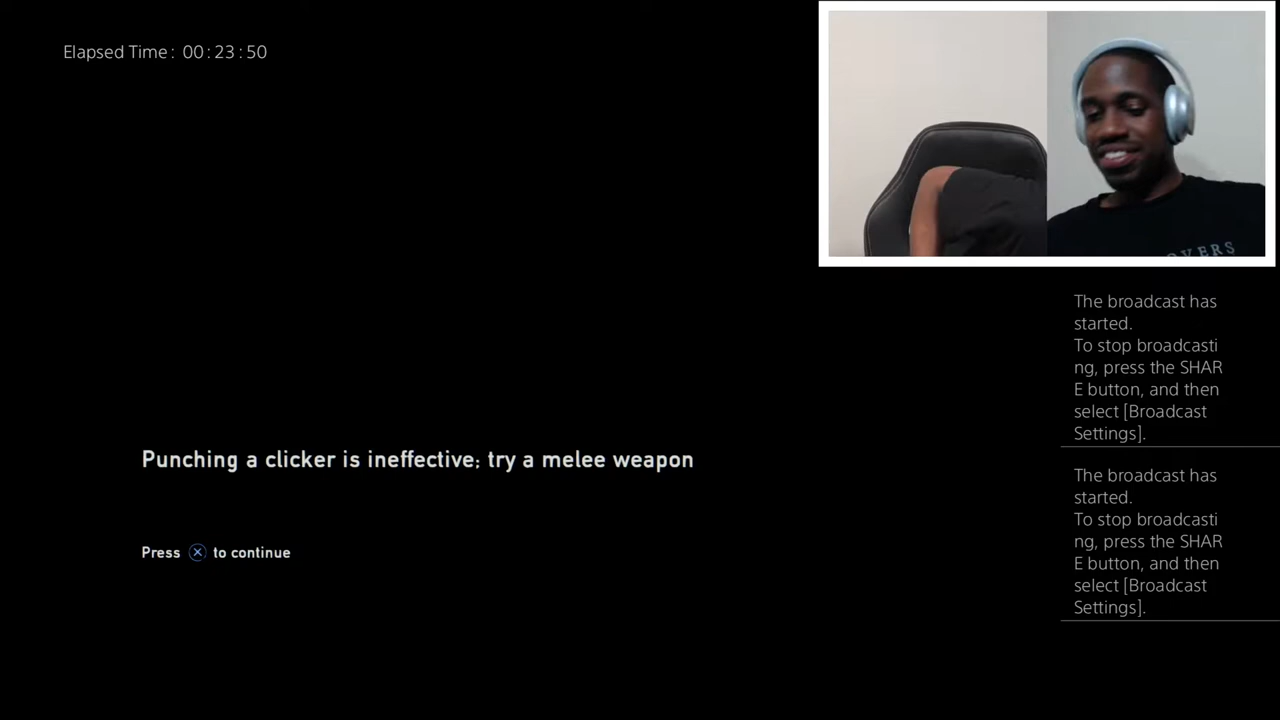 Elapsed Time: 00:23:50
OVERS
The broadcast has
started.
To stop broadcasti
ng, press the SHAR
E button, and then
select [Broadcast
Settings].
The broadcast has
started.
To stop broadcasti
ng, press the SHAR
E button, and then
select [Broadcast
Settings].
Punching a clicker is ineffective; try a melee weapon
Press ⓧ to continue